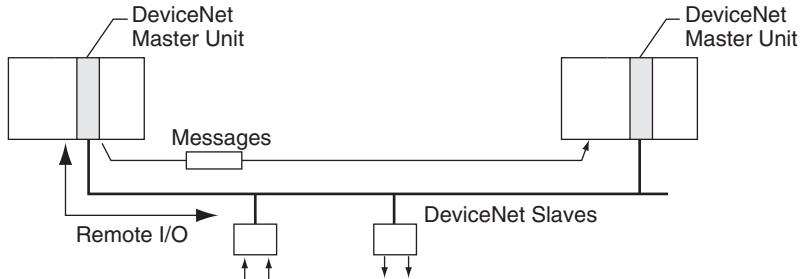 DeviceNet
Master Unit
DeviceNet
Master Unit
Messages
DeviceNet Slaves
Remote I/O